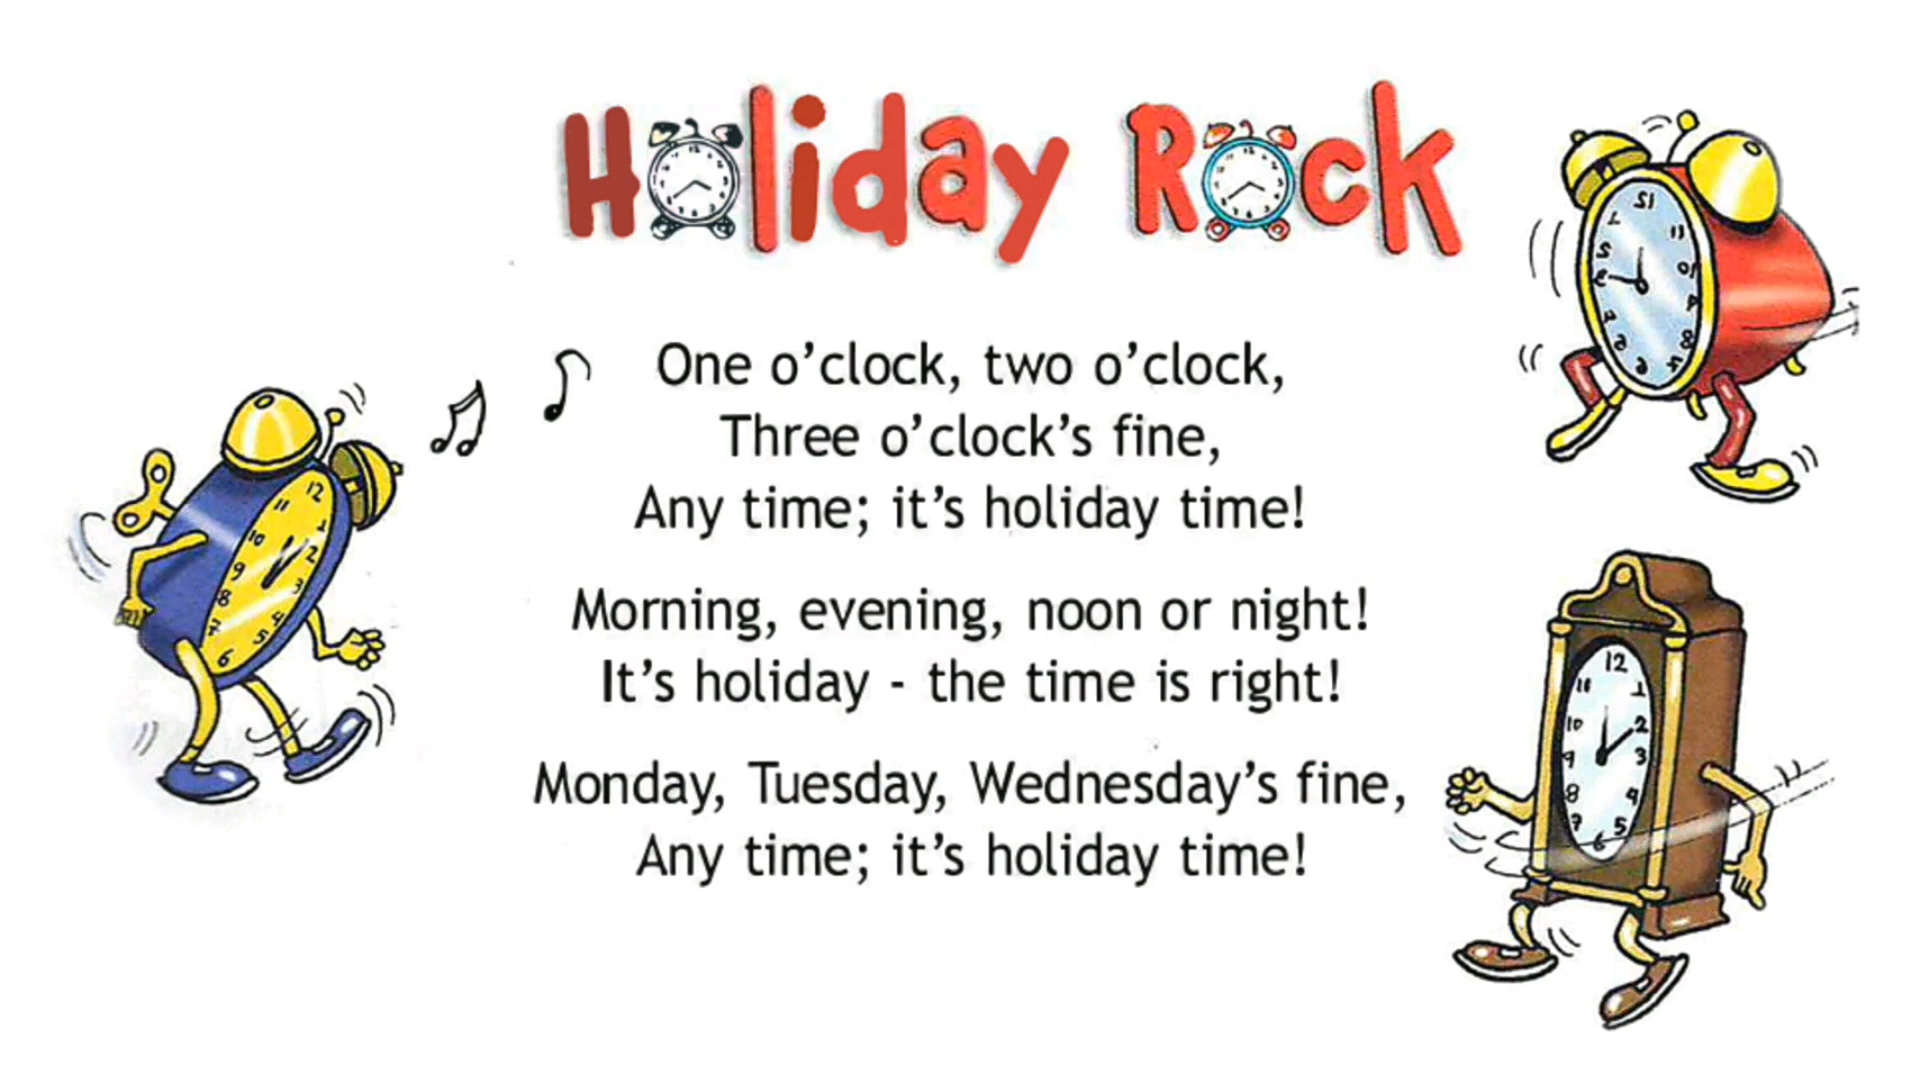 Holiday Rock
One o'clock, two o'clock,
Three o'clock's fine,
Any time; it's holiday time!
Morning, evening, noon or night!
It's holiday - the time is right!
Monday, Tuesday, Wednesday's fine,
Any time; it's holiday time!